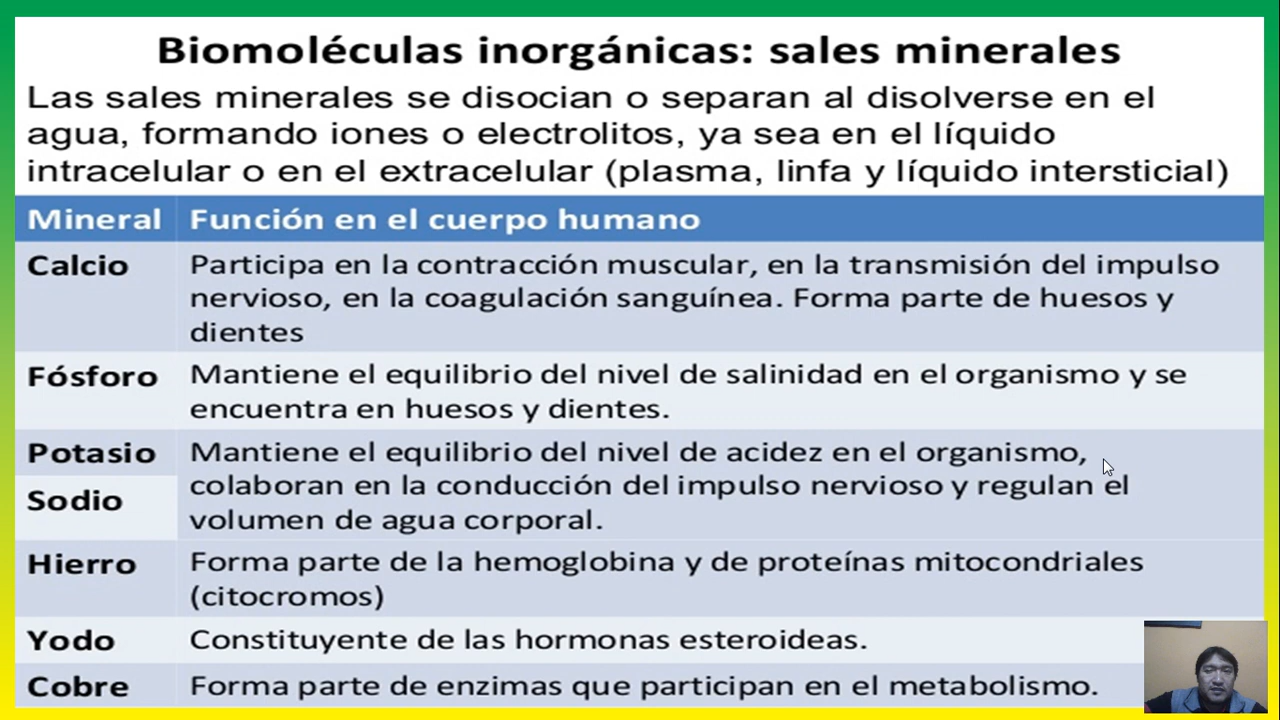 Biomoléculas inorgánicas: sales minerales
Las sales minerales se disocian o separan al disolverse en el
agua, formando iones o electrolitos, ya sea en el líquido
intracelular o en el extracelular (plasma, linfa y líquido intersticial)
Mineral Función en el cuerpo humano
Calcio Participa en la contracción muscular, en la transmisión del impulso
nervioso, en la coagulación sanguínea. Forma parte de huesos y
dientes
Fósforo Mantiene el equilibrio del nivel de salinidad en el organismo y se
encuentra en huesos y dientes.
Potasio Mantiene el equilibrio del nivel de acidez en el organismo,
Sodio colaboran en la conducción del impulso nervioso y regulan el
volumen de agua corporal.
Hierro Forma parte de la hemoglobina y de proteínas mitocondriales
(citocromos)
Yodo Constituyente de las hormonas esteroideas.
Cobre Forma parte de enzimas que participan en el metabolismo.